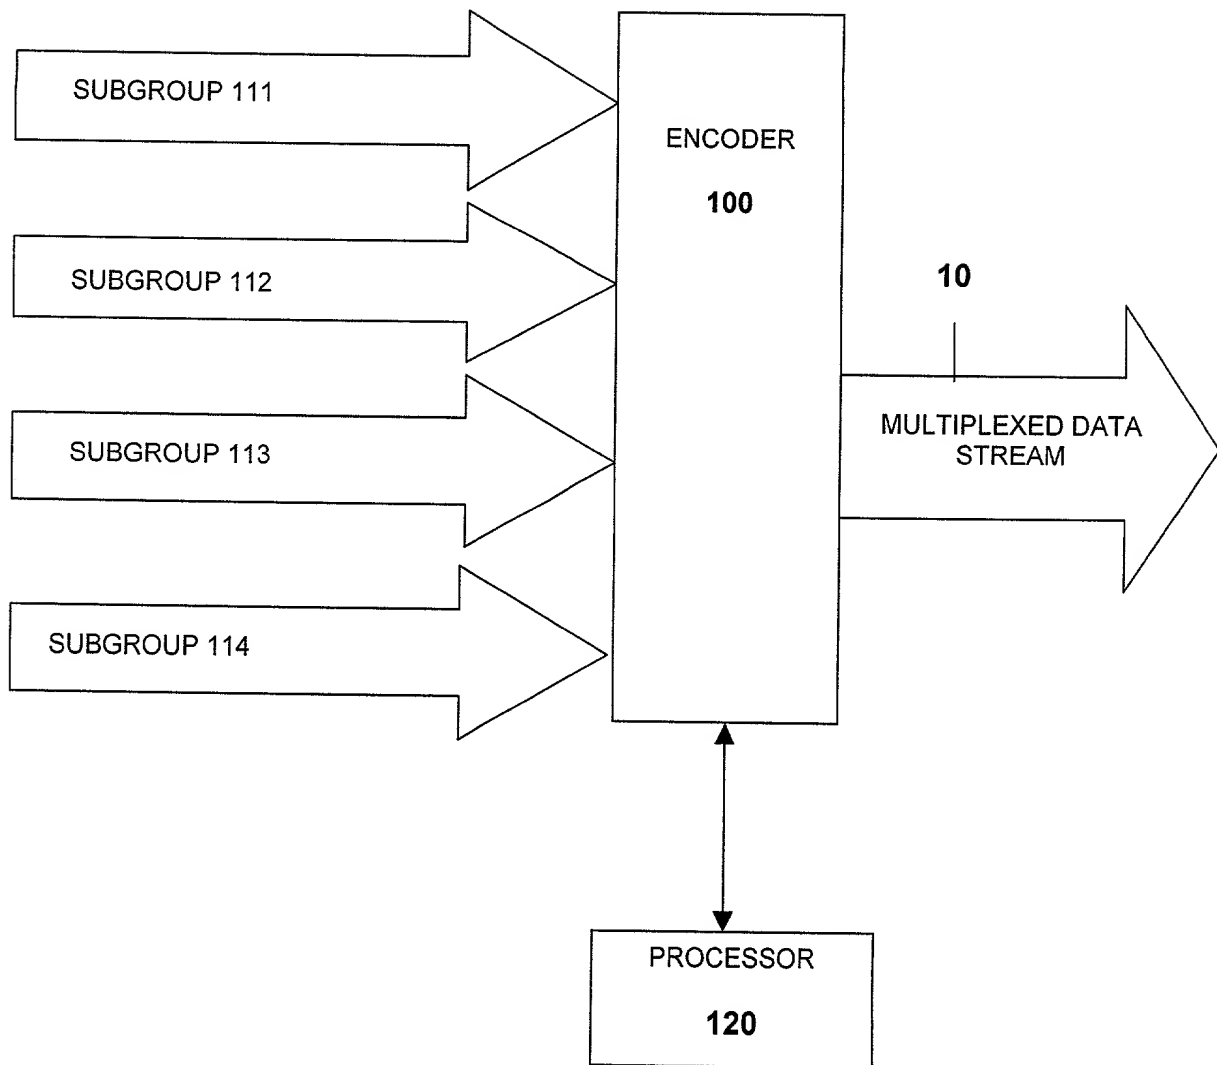 SUBGROUP 111
ENCODER
100
SUBGROUP 112
10
MULTIPLEXED DATA
STREAM
SUBGROUP 113
SUBGROUP 114
PROCESSOR
120